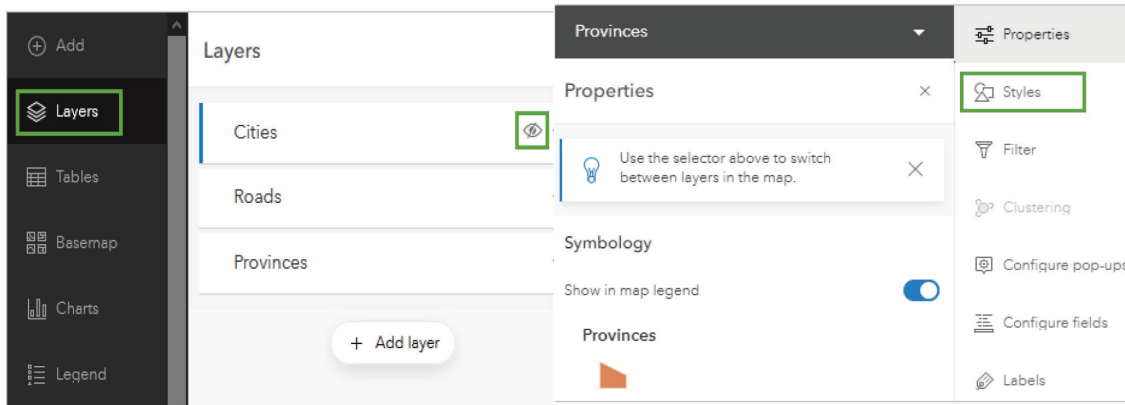 Add
Layers
Tables
Basemap
Charts
Legend
Layers
Cities
Roads
Provinces
+ Add layer
Provinces
Properties
Use the selector above to switch
between layers in the map.
Symbology
Show in map legend
Provinces
Properties
Styles
Filter
Clustering
Configure pop-ups
Configure fields
Labels